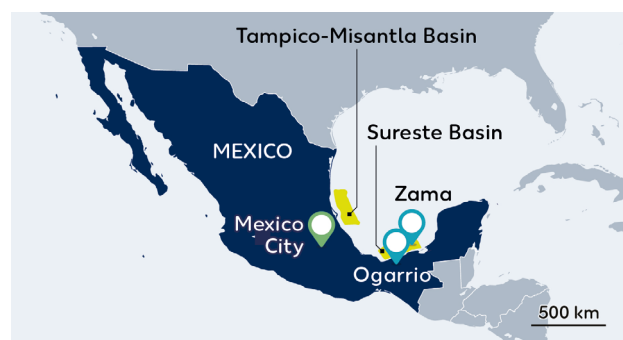 Tampico-Misantla Basin
Sureste Basin
MEXICO
Zama
Mexico
City
Ogarrio
500 km